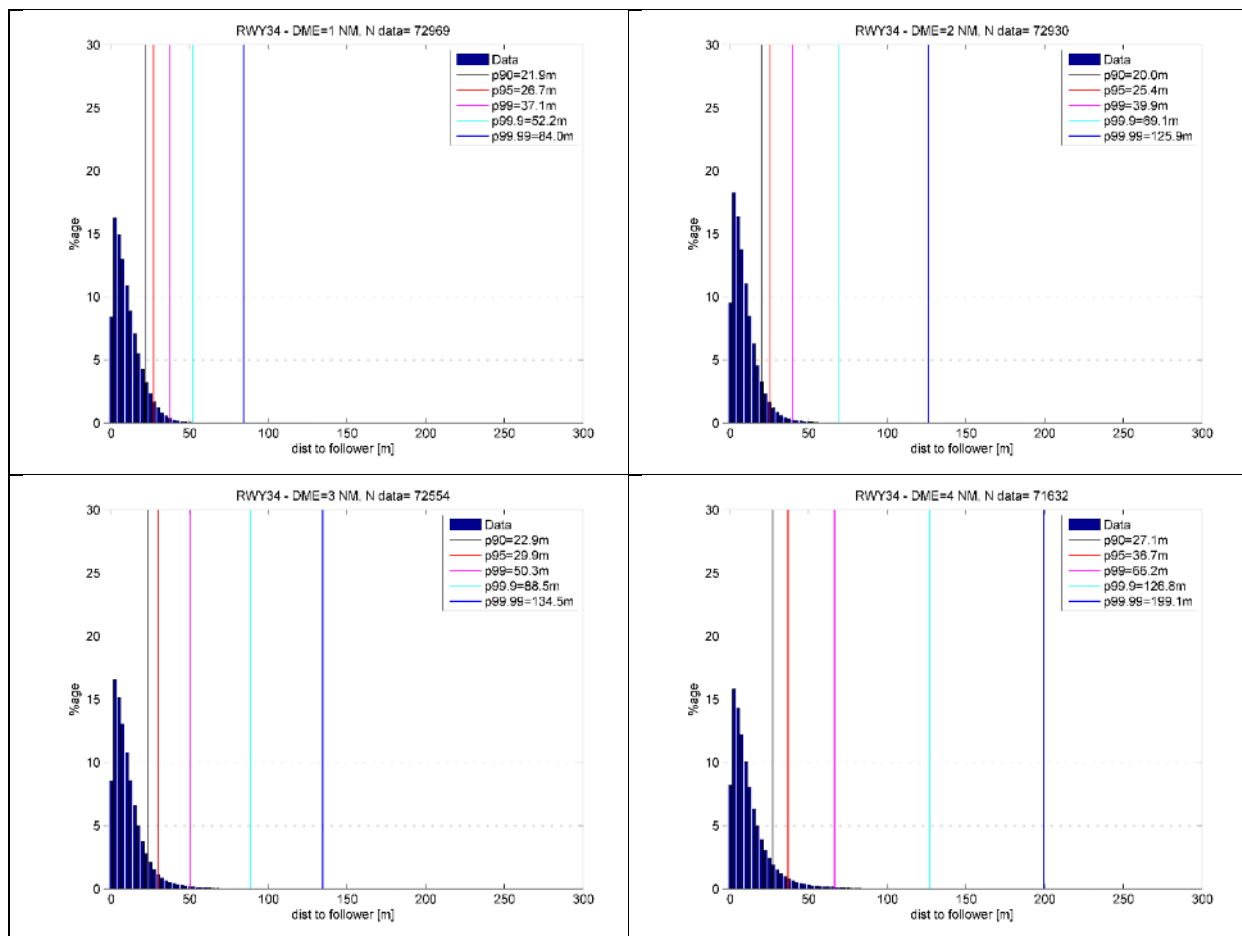 RWY34 - DME=1 NM, N data= 72969
30
25
20
15
10
5
0
%age
Data
p90=21.9m
p95=26.7m
p99=37.1m
p99.9=52.2m
p99.99=84.0m
0 50 100 150 200 250 300
dist to follower [m]
RWY34 - DME=2 NM, N data= 72930
30
25
20
15
10
5
0
%age
Data
p90=20.0m
p95=25.4m
p99=39.9m
p99.9=69.1m
p99.99=125.9m
0 50 100 150 200 250 300
dist to follower [m]
RWY34 - DME=3 NM, N data= 72554
30
25
20
15
10
5
0
%age
Data
p90=22.9m
p95=29.9m
p99=50.3m
p99.9=88.5m
p99.99=134.5m
0 50 100 150 200 250 300
dist to follower [m]
RWY34 - DME=4 NM, N data= 71632
30
25
20
15
10
5
0
%age
Data
p90=27.1m
p95=36.7m
p99=66.2m
p99.9=126.8m
p99.99=199.1m
0 50 100 150 200 250 300
dist to follower [m]